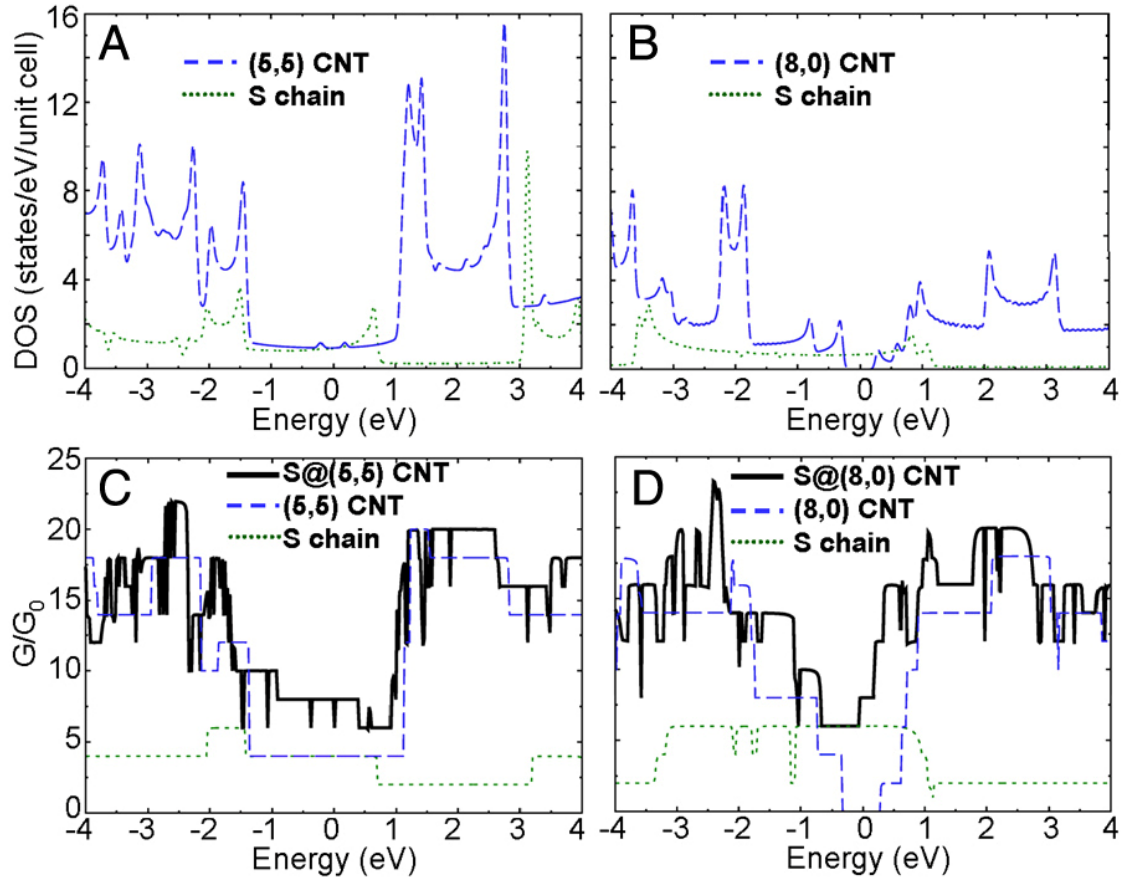 A
(5,5) CNT
S chain
16
12
8
4
0
DOS (states/eV/unit cell)
-4 -3 -2 -1 0 1 2 3 4
Energy (eV)
B
(8,0) CNT
S chain
-4 -3 -2 -1 0 1 2 3 4
Energy (eV)
C
S@(5,5) CNT
(5,5) CNT
S chain
25
20
15
10
5
0
G/G0
-4 -3 -2 -1 0 1 2 3 4
Energy (eV)
D
S@(8,0) CNT
(8,0) CNT
S chain
-4 -3 -2 -1 0 1 2 3 4
Energy (eV)